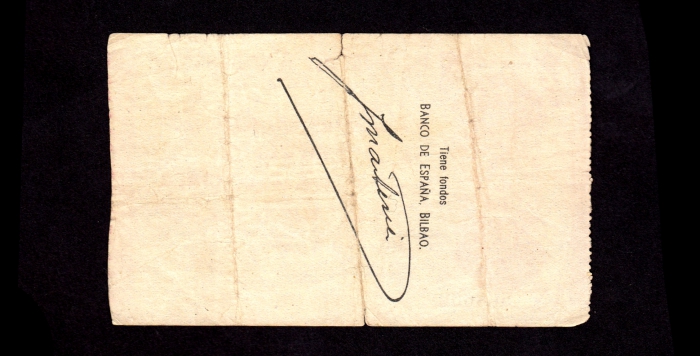 Tiene fondos
BANCO DE ESPAÑA. BILBAO.